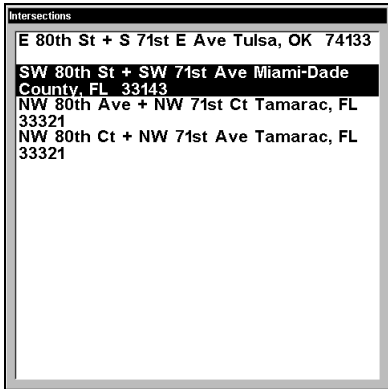 Intersections
E 80th St + S 71st E Ave Tulsa, OK 74133
SW 80th St + SW 71st Ave Miami-Dade
County, FL 33143
NW 80th Ave + NW 71st Ct Tamarac, FL
33321
NW 80th Ct + NW 71st Ave Tamarac, FL
33321